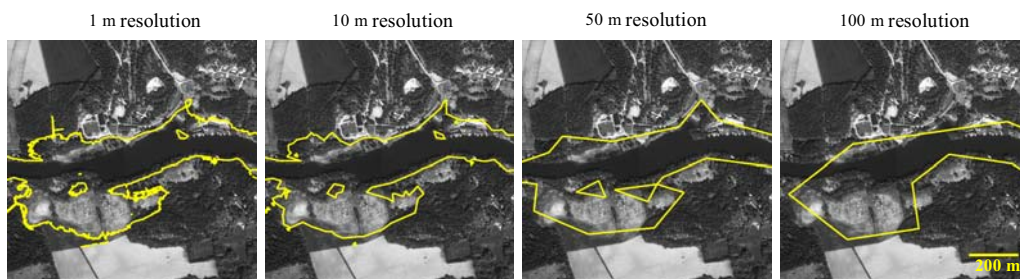 1 m resolution
10 m resolution
50 m resolution
100 m resolution
200 m